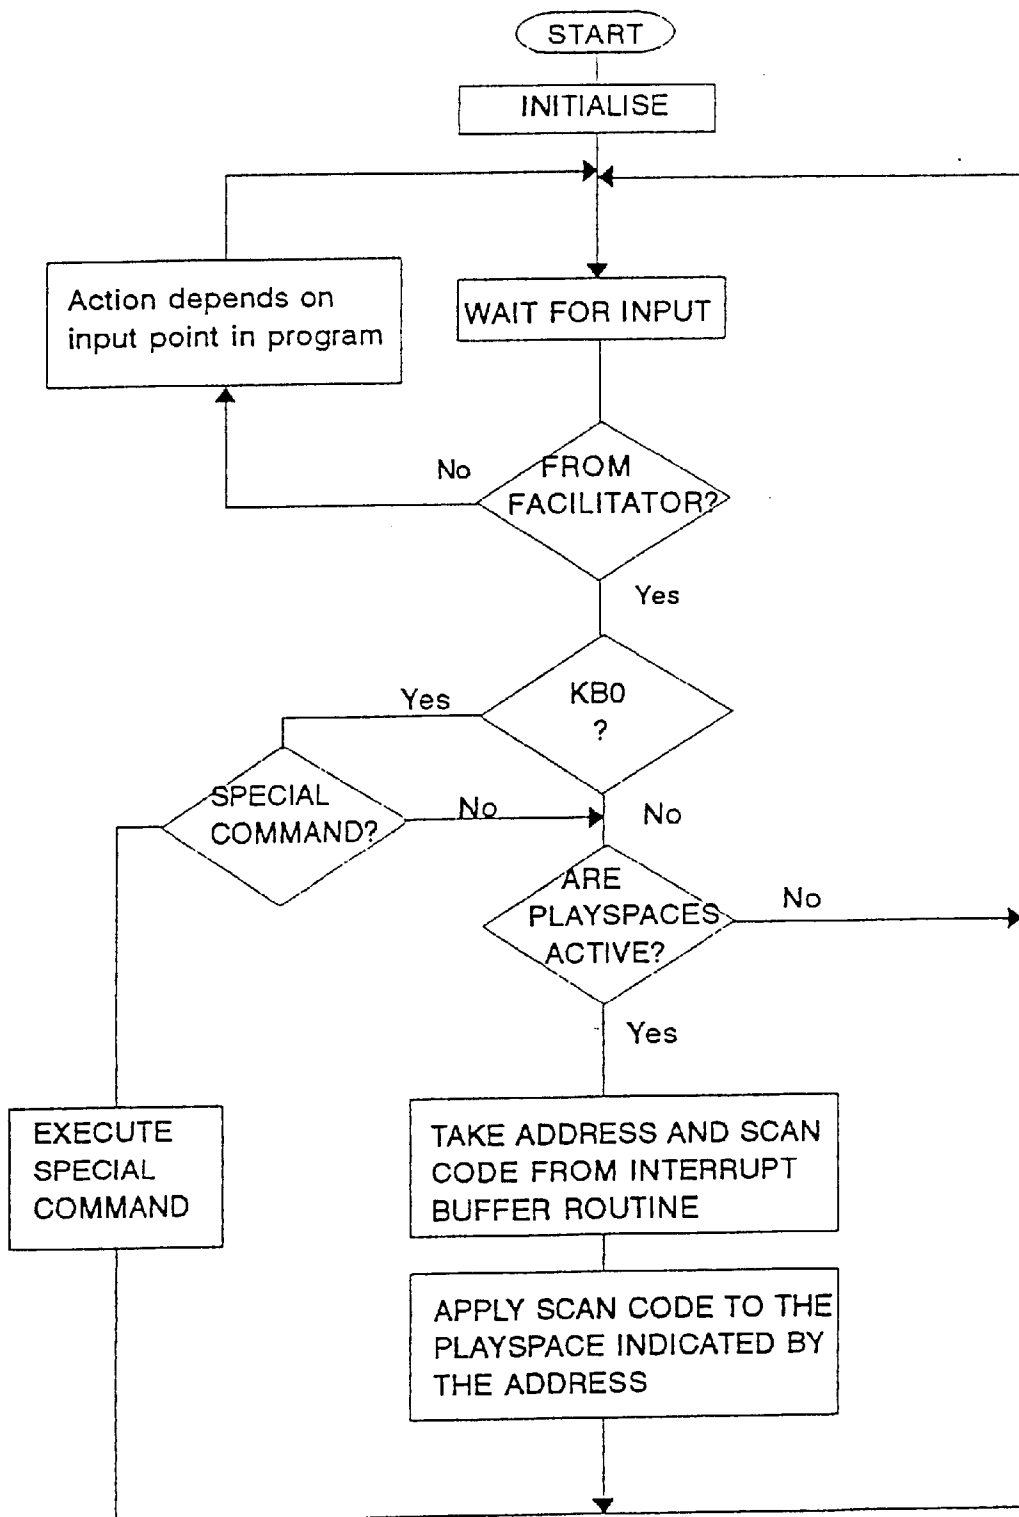 START
INITIALISE
Action depends on
input point in program
WAIT FOR INPUT
No
FROM
FACILITATOR?
Yes
Yes
KB0
?
SPECIAL
COMMAND?
No
No
ARE
PLAYSPACES
ACTIVE?
No
Yes
EXECUTE
SPECIAL
COMMAND
TAKE ADDRESS AND SCAN
CODE FROM INTERRUPT
BUFFER ROUTINE
APPLY SCAN CODE TO THE
PLAYSPACE INDICATED BY
THE ADDRESS